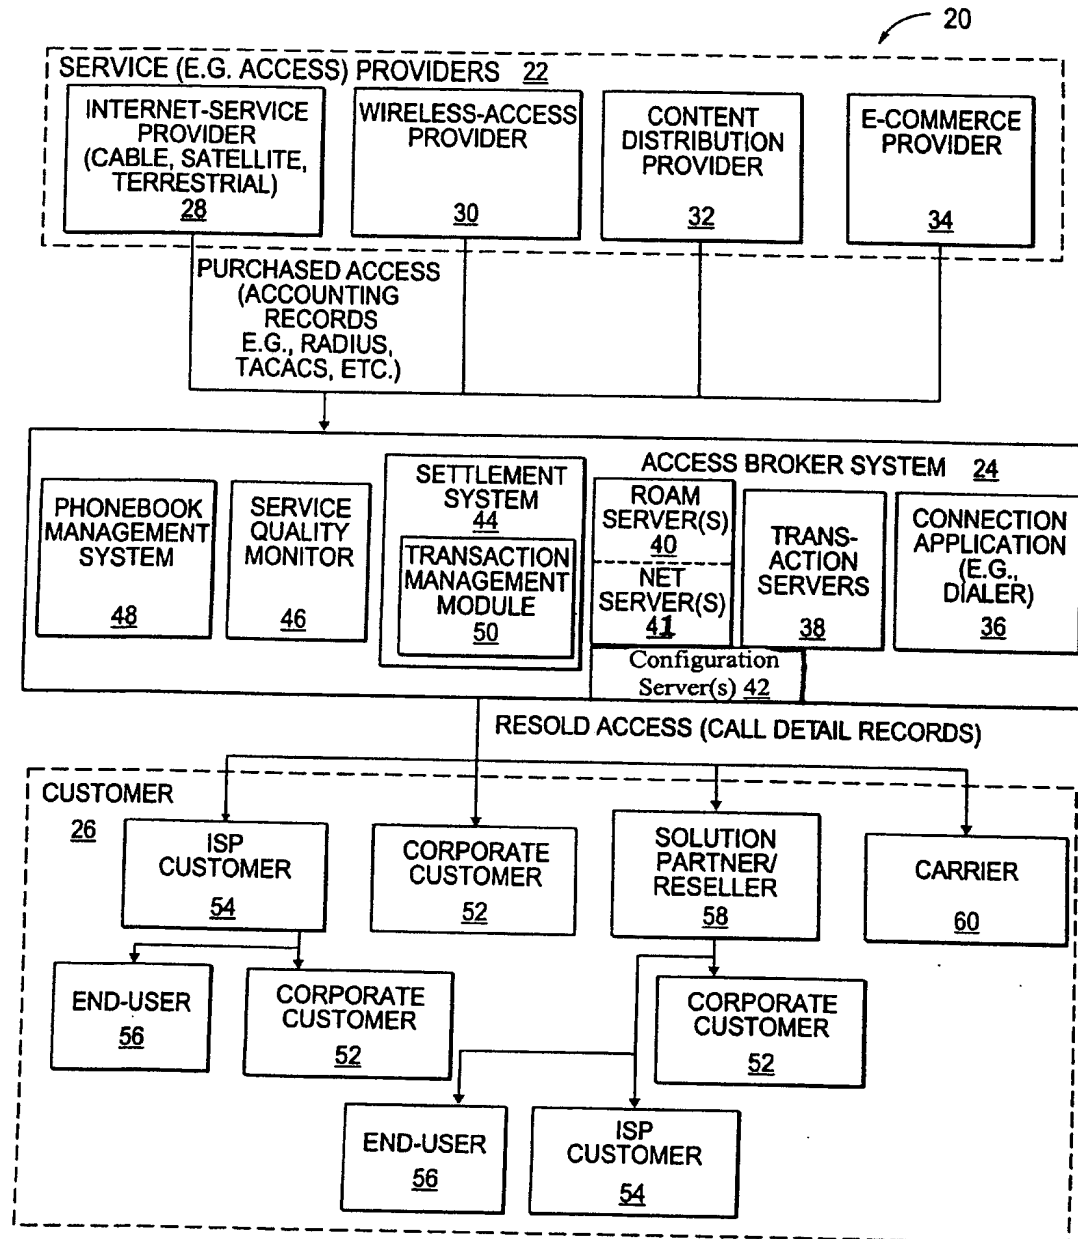 20
SERVICE (E.G. ACCESS) PROVIDERS 22
INTERNET-SERVICE
PROVIDER
(CABLE, SATELLITE,
TERRESTRIAL)
28
WIRELESS-ACCESS
PROVIDER
30
CONTENT
DISTRIBUTION
PROVIDER
32
E-COMMERCE
PROVIDER
34
PURCHASED ACCESS
(ACCOUNTING
RECORDS
E.G., RADIUS,
TACACS, ETC.)
ACCESS BROKER SYSTEM 24
PHONEBOOK
MANAGEMENT
SYSTEM
48
SERVICE
QUALITY
MONITOR
46
SETTLEMENT
SYSTEM
44
TRANSACTION
MANAGEMENT
MODULE
50
ROAM
SERVER(S)
40
NET
SERVER(S)
41
Configuration
Server(s) 42
TRANS-
ACTION
SERVERS
38
CONNECTION
APPLICATION
(E.G.,
DIALER)
36
RESOLD ACCESS (CALL DETAIL RECORDS)
CUSTOMER
26
ISP
CUSTOMER
54
CORPORATE
CUSTOMER
52
SOLUTION
PARTNER/
RESELLER
58
CARRIER
60
END-USER
56
CORPORATE
CUSTOMER
52
CORPORATE
CUSTOMER
52
END-USER
56
ISP
CUSTOMER
54